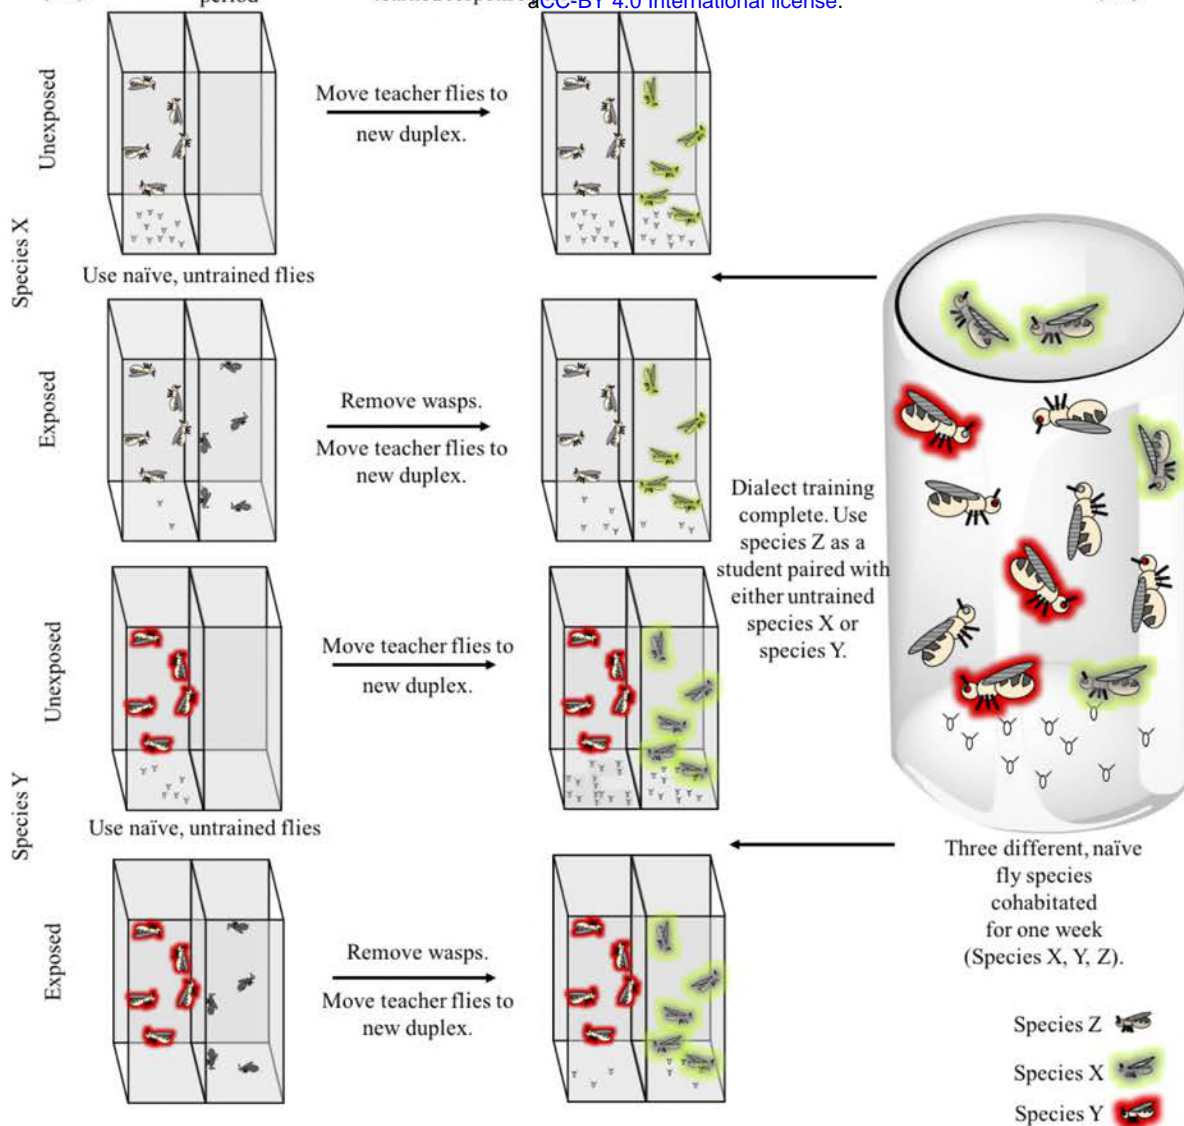 period
aCC-BY 4.0 International license.
Unexposed
Move teacher flies to
new duplex.
Species X
Use naïve, untrained flies
Exposed
Remove wasps.
Move teacher flies to
new duplex.
Dialect training
complete. Use
species Z as a
student paired with
either untrained
species X or
species Y.
Unexposed
Move teacher flies to
new duplex.
Species Y
Use naïve, untrained flies
Three different, naïve
fly species
cohabitated
for one week
(Species X, Y, Z).
Exposed
Remove wasps.
Move teacher flies to
new duplex.
Species Z
Species X
Species Y